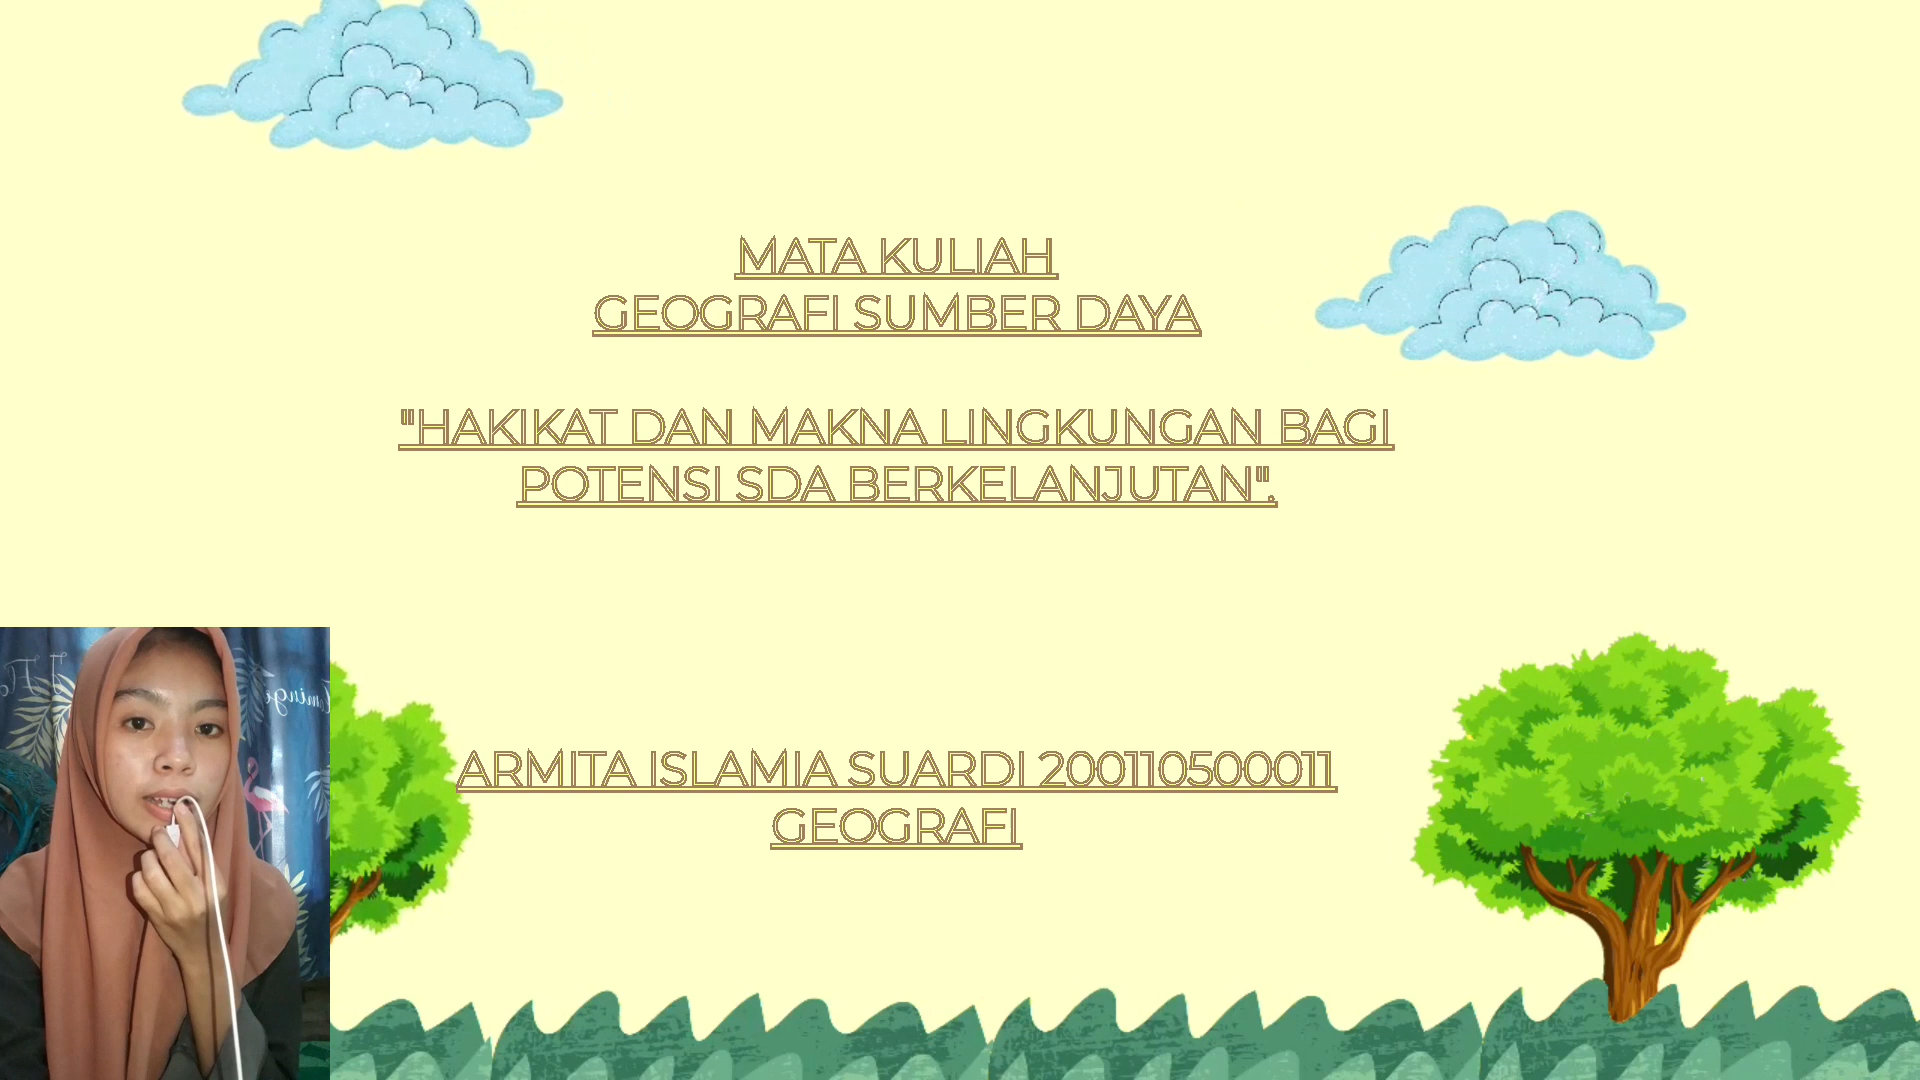 MATA KULIAH
GEOGRAFI SUMBER DAYA
"HAKIKAT DAN MAKNA LINGKUNGAN BAGI
POTENSI SDA BERKELANJUTAN".
ARMITA ISLAMIA SUARDI 200110500011
GEOGRAFI